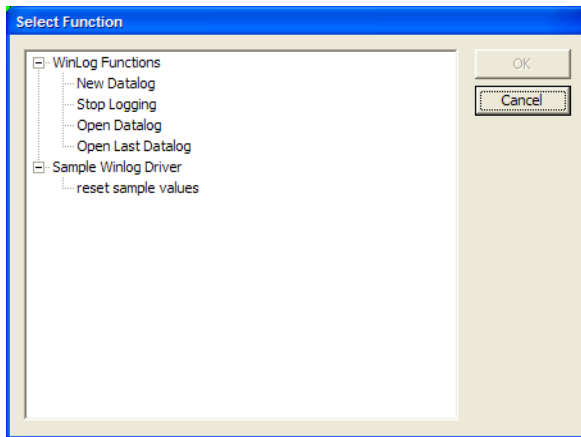 Select Function
WinLog Functions
New Datalog
Stop Logging
Open Datalog
Open Last Datalog
Sample Winlog Driver
reset sample values
OK
Cancel